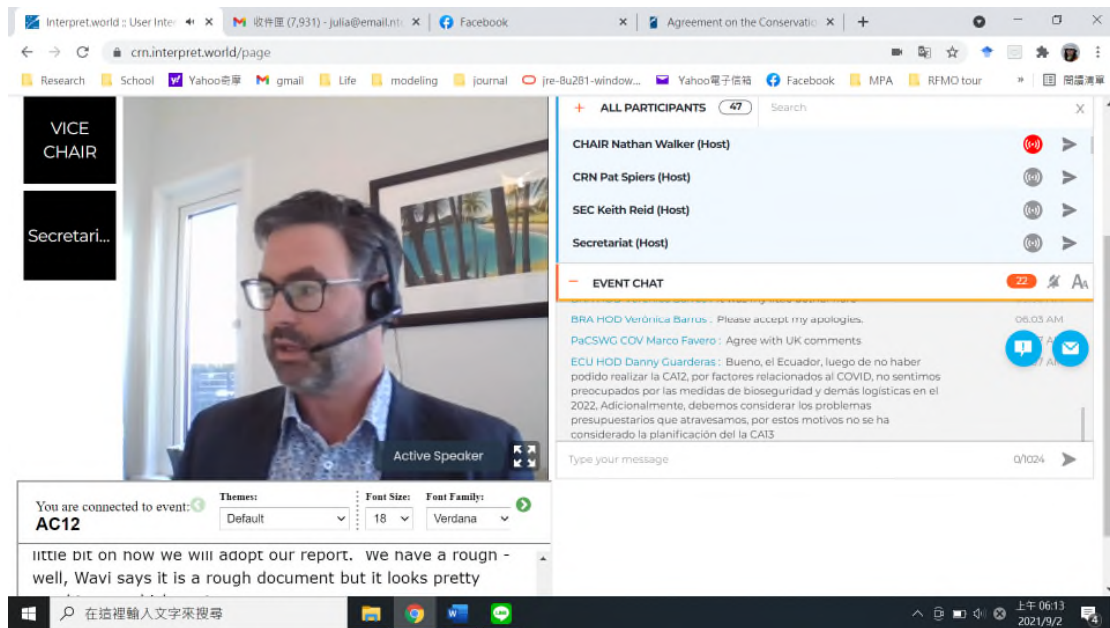 Interpret.world :: User Inter
收件匣 (7,931) - julia@email.nt
Facebook
Agreement on the Conservatio
crn.interpret.world/page
Research
School
Yahoo奇摩
gmail
Life
modeling
journal
jre-8u281-window...
Yahoo電子信箱
Facebook
MPA
RFMO tour
»
閱讀清單
VICE
CHAIR
Secretari...
Active Speaker
+ ALL PARTICIPANTS 47 Search X
CHAIR Nathan Walker (Host)
CRN Pat Spiers (Host)
SEC Keith Reid (Host)
Secretariat (Host)
− EVENT CHAT 22
BRA HOD Verônica Barros : Please accept my apologies. 06:03 AM
PaCSWG COV Marco Favero : Agree with UK comments
ECU HOD Danny Guarderas : Bueno, el Ecuador, luego de no haber
podido realizar la CA12, por factores relacionados al COVID, no sentimos
preocupados por las medidas de bioseguridad y demás logísticas en el
2022, Adicionalmente, debemos considerar los problemas
presupuestarios que atravesamos, por estos motivos no se ha
considerado la planificación del la CA13
Type your message 0/1024
You are connected to event:
AC12
Themes:
Default
Font Size:
18
Font Family:
Verdana
little bit on how we will adopt our report. We have a rough -
well, Wavi says it is a rough document but it looks pretty
在這裡輸入文字來搜尋
上午 06:13
2021/9/2
4